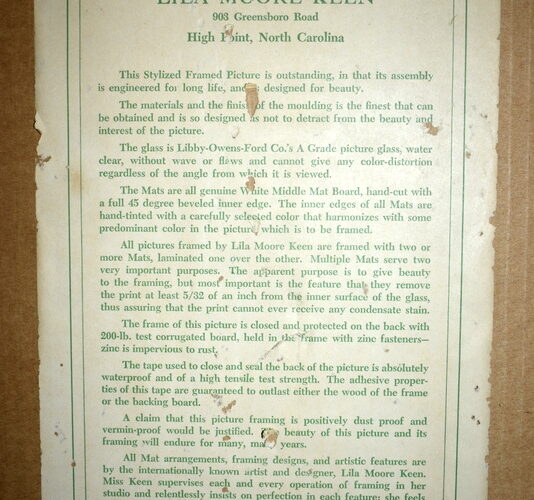 LILA MOORE KEEN
908 Greensboro Road
High Point, North Carolina
This Stylized Framed Picture is outstanding, in that its assembly
is engineered for long life, and designed for beauty.
The materials and the finish of the moulding is the finest that can
be obtained and is so designed as not to detract from the beauty and
interest of the picture.
The glass is Libby-Owens-Ford Co.'s A Grade picture glass, water
clear, without wave or flaws and cannot give any color-distortion
regardless of the angle from which it is viewed.
The Mats are all genuine White Middle Mat Board, hand-cut with
a full 45 degree beveled inner edge. The inner edges of all Mats are
hand-tinted with a carefully selected color that harmonizes with some
predominant color in the picture which is to be framed.
All pictures framed by Lila Moore Keen are framed with two or
more Mats, laminated one over the other. Multiple Mats serve two
very important purposes. The apparent purpose is to give beauty
to the framing, but most important is the feature that they remove
the print at least 5/32 of an inch from the inner surface of the glass,
thus assuring that the print cannot ever receive any condensate stain.
The frame of this picture is closed and protected on the back with
200-lb. test corrugated board, held in the frame with zinc fasteners—
zinc is impervious to rust.
The tape used to close and seal the back of the picture is absolutely
waterproof and of a high tensile test strength. The adhesive proper-
ties of this tape are guaranteed to outlast either the wood of the frame
or the backing board.
A claim that this picture framing is positively dust proof and
vermin-proof would be justified. beauty of this picture and its
framing will endure for many, many years.
All Mat arrangements, framing designs, and artistic features are
by the internationally known artist and designer, Lila Moore Keen.
Miss Keen supervises each and every operation of framing in her
studio and relentlessly insists on perfection in each feature; she feels